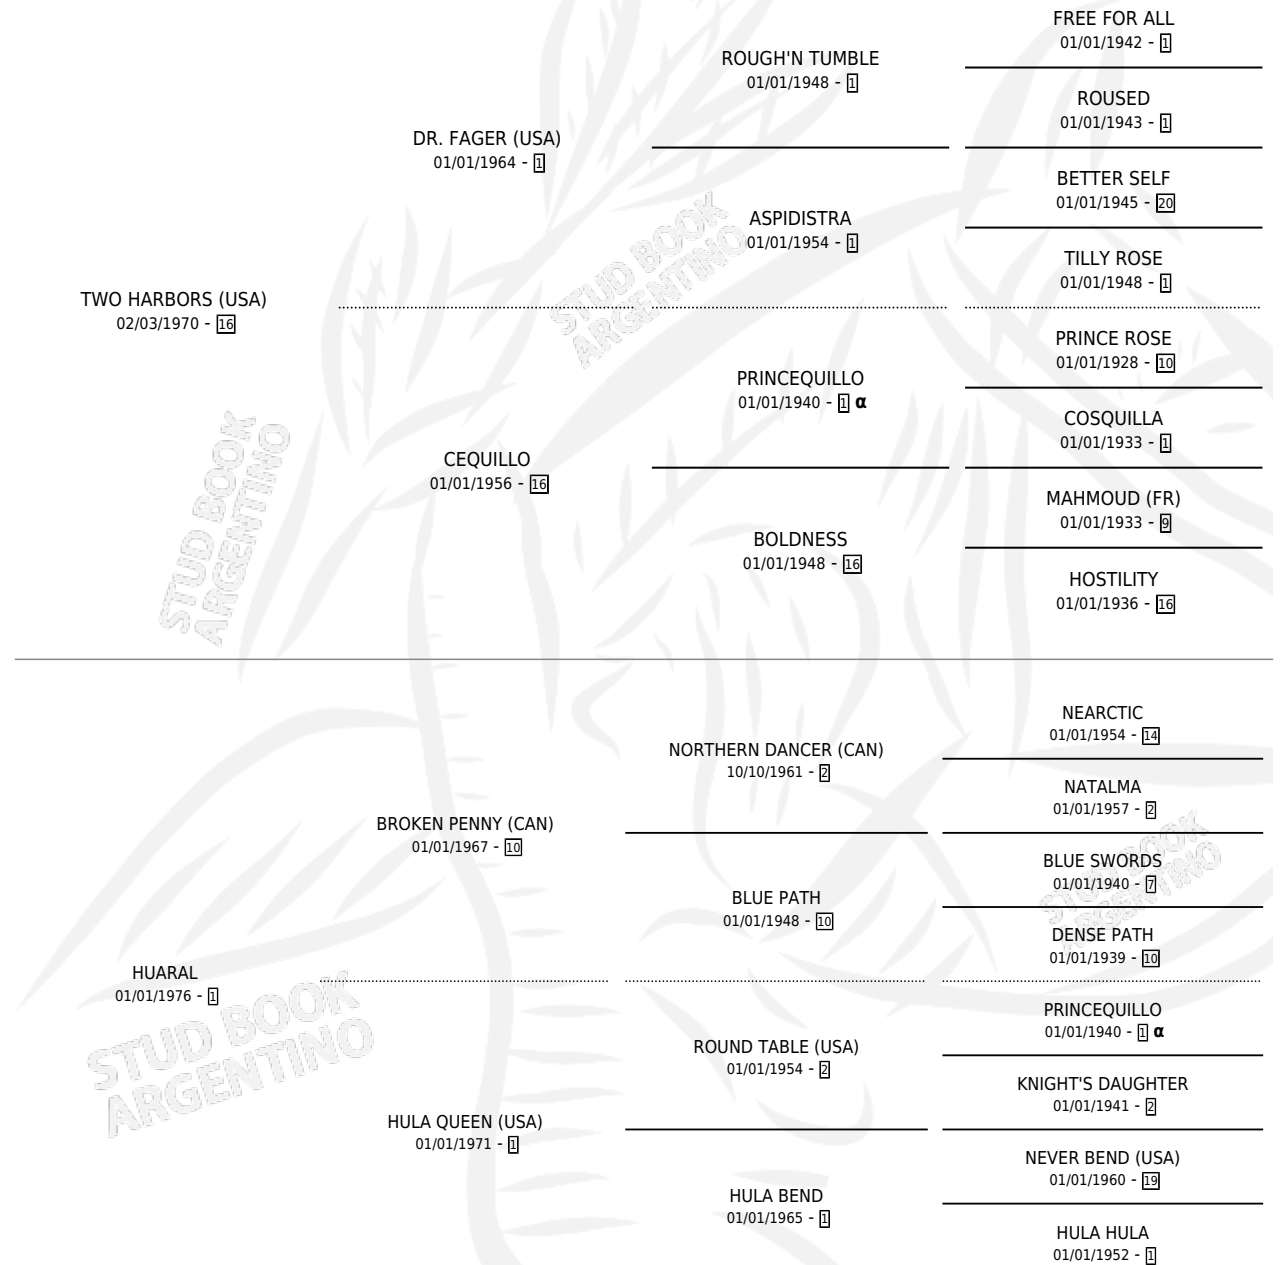 FREE FOR ALL
01/01/1942 - 1
ROUGH'N TUMBLE
01/01/1948 - 1
ROUSED
01/01/1943 - 1
DR. FAGER (USA)
01/01/1964 - 1
BETTER SELF
01/01/1945 - 20
ASPIDISTRA
01/01/1954 - 1
TILLY ROSE
01/01/1948 - 1
STUD BOOK
ARGENTINO
TWO HARBORS (USA)
02/03/1970 - 16
PRINCE ROSE
01/01/1928 - 10
PRINCEQUILLO
01/01/1940 - 1 α
COSQUILLA
01/01/1933 - 1
CEQUILLO
01/01/1956 - 16
MAHMOUD (FR)
01/01/1933 - 9
BOLDNESS
01/01/1948 - 16
HOSTILITY
01/01/1936 - 16
STUD BOOK
ARGENTINO
NEARCTIC
01/01/1954 - 14
NORTHERN DANCER (CAN)
10/10/1961 - 2
NATALMA
01/01/1957 - 2
BROKEN PENNY (CAN)
01/01/1967 - 10
BLUE SWORDS
01/01/1940 - 7
BLUE PATH
01/01/1948 - 10
DENSE PATH
01/01/1939 - 10
STUD BOOK
ARGENTINO
HUARAL
01/01/1976 - 1
PRINCEQUILLO
01/01/1940 - 1 α
ROUND TABLE (USA)
01/01/1954 - 2
KNIGHT'S DAUGHTER
01/01/1941 - 2
STUD BOOK
ARGENTINO
HULA QUEEN (USA)
01/01/1971 - 1
NEVER BEND (USA)
01/01/1960 - 19
HULA BEND
01/01/1965 - 1
HULA HULA
01/01/1952 - 1